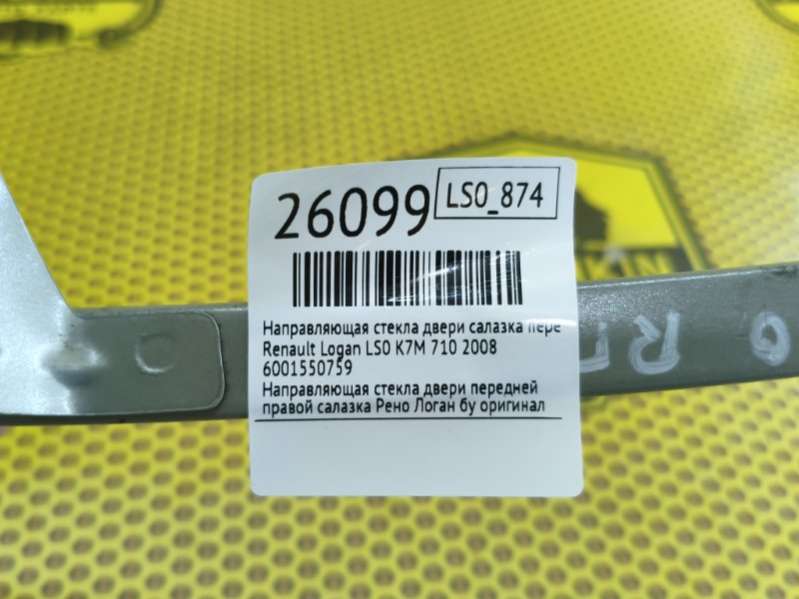 26099
LS0_874
Направляющая стекла двери салазка пере
Renault Logan LS0 K7M 710 2008
6001550759
Направляющая стекла двери передней
правой салазка Рено Логан бу оригинал